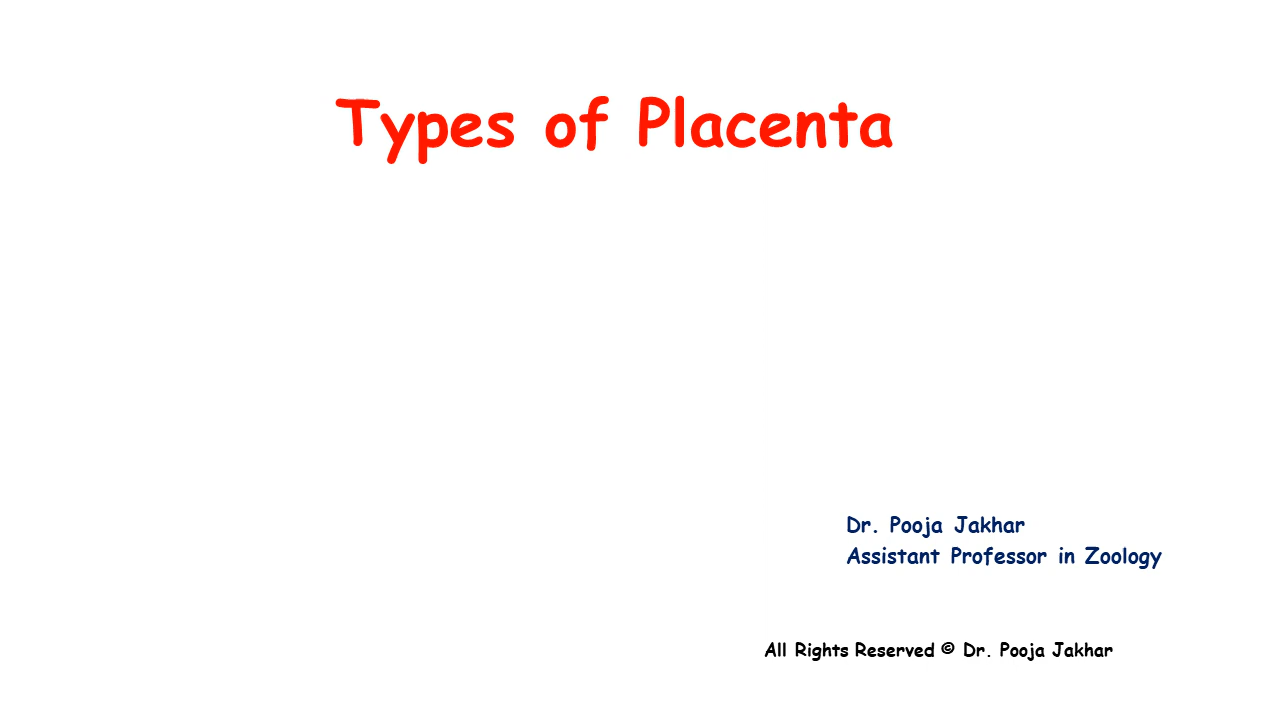 Types of Placenta
Dr. Pooja Jakhar
Assistant Professor in Zoology
All Rights Reserved © Dr. Pooja Jakhar